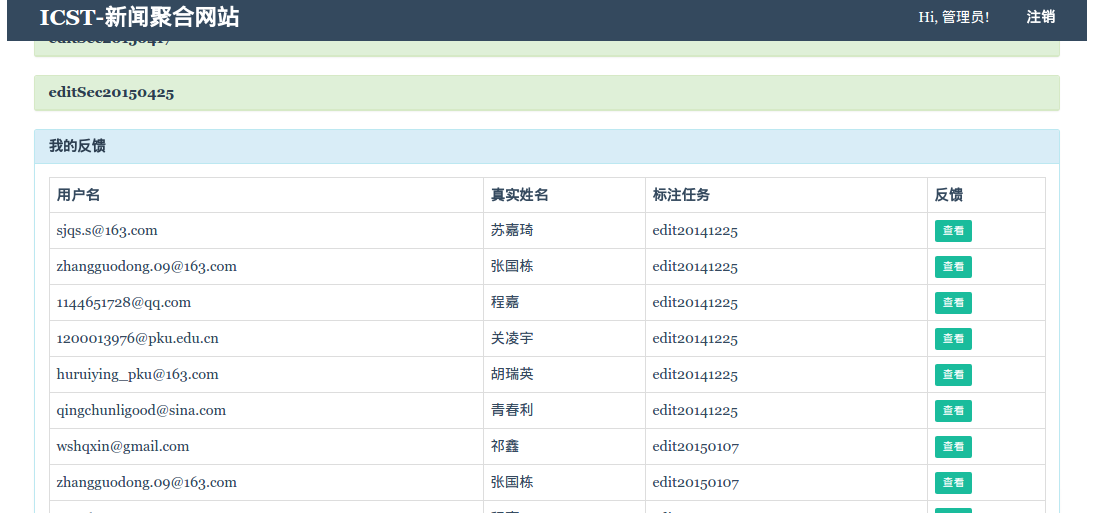 ICST-新闻聚合网站 Hi, 管理员! 注销
editSec20150417
editSec20150425
我的反馈
用户名 真实姓名 标注任务 反馈
sjqs.s@163.com 苏嘉琦 edit20141225 查看
zhangguodong.09@163.com 张国栋 edit20141225 查看
1144651728@qq.com 程嘉 edit20141225 查看
1200013976@pku.edu.cn 关凌宇 edit20141225 查看
huruiying_pku@163.com 胡瑞英 edit20141225 查看
qingchunligood@sina.com 青春利 edit20141225 查看
wshqxin@gmail.com 祁鑫 edit20150107 查看
zhangguodong.09@163.com 张国栋 edit20150107 查看